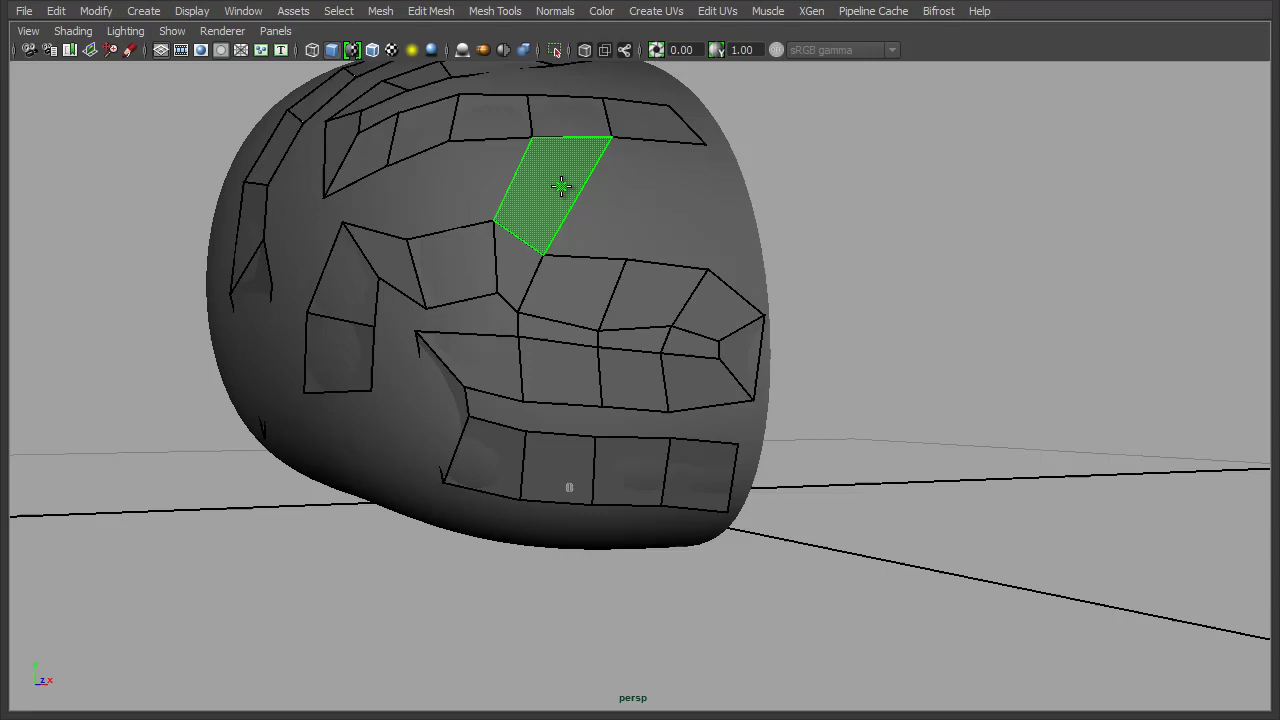 File Edit Modify Create Display Window Assets Select Mesh Edit Mesh Mesh Tools Normals Color Create UVs Edit UVs Muscle XGen Pipeline Cache Bifrost Help
View Shading Lighting Show Renderer Panels
0.00 1.00 sRGB gamma
z x
persp